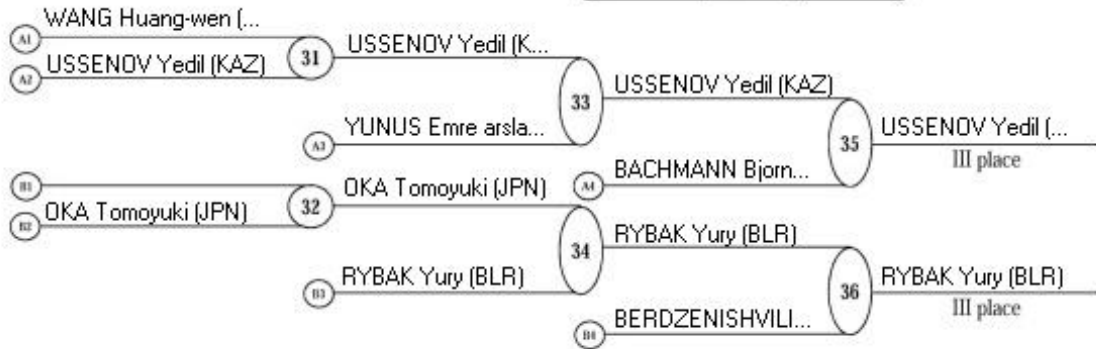 WANG Huang-wen (...
A1
31
USSENOV Yedil (K...
A2
USSENOV Yedil (KAZ)
33
USSENOV Yedil (KAZ)
A3
YUNUS Emre arsla...
35
USSENOV Yedil (...
III place
A4
BACHMANN Bjorn...
B1
32
OKA Tomoyuki (JPN)
B2
OKA Tomoyuki (JPN)
34
RYBAK Yury (BLR)
B3
RYBAK Yury (BLR)
36
RYBAK Yury (BLR)
III place
B4
BERDZENISHVILI...